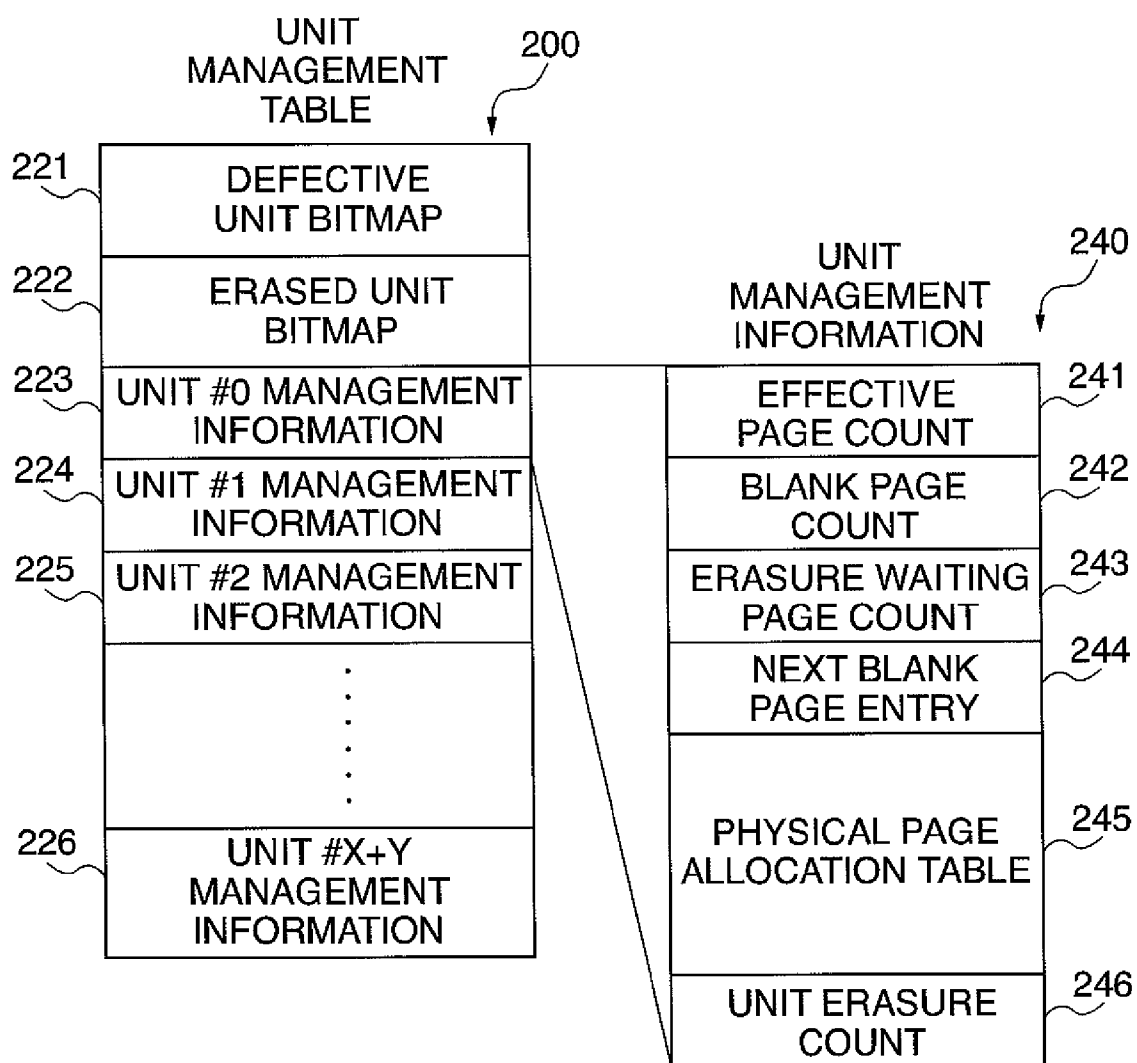 UNIT
MANAGEMENT
TABLE
200
221
DEFECTIVE
UNIT BITMAP
222
ERASED UNIT
BITMAP
223
UNIT #0 MANAGEMENT
INFORMATION
224
UNIT #1 MANAGEMENT
INFORMATION
225
UNIT #2 MANAGEMENT
INFORMATION
226
UNIT #X+Y
MANAGEMENT
INFORMATION
UNIT
MANAGEMENT
INFORMATION
240
EFFECTIVE
PAGE COUNT
241
BLANK PAGE
COUNT
242
ERASURE WAITING
PAGE COUNT
243
NEXT BLANK
PAGE ENTRY
244
PHYSICAL PAGE
ALLOCATION TABLE
245
UNIT ERASURE
COUNT
246